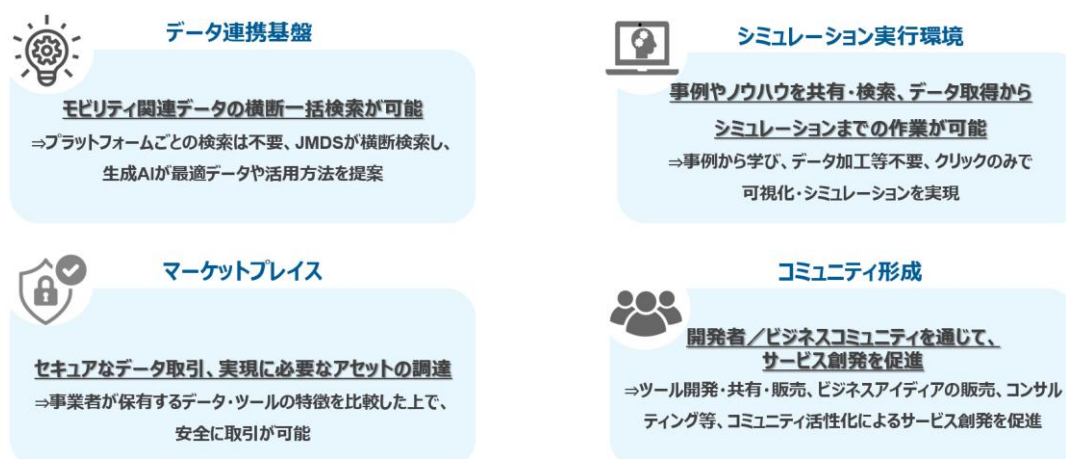 データ連携基盤
モビリティ関連データの横断一括検索が可能
⇒プラットフォームごとの検索は不要、JMDSが横断検索し、
生成AIが最適データや活用方法を提案
シミュレーション実行環境
事例やノウハウを共有・検索、データ取得から
シミュレーションまでの作業が可能
⇒事例から学び、データ加工等不要、クリックのみで
可視化・シミュレーションを実現
マーケットプレイス
セキュアなデータ取引、実現に必要なアセットの調達
⇒事業者が保有するデータ・ツールの特徴を比較した上で、
安全に取引が可能
コミュニティ形成
開発者／ビジネスコミュニティを通じて、
サービス創発を促進
⇒ツール開発・共有・販売、ビジネスアイディアの販売、コンサル
ティング等、コミュニティ活性化によるサービス創発を促進